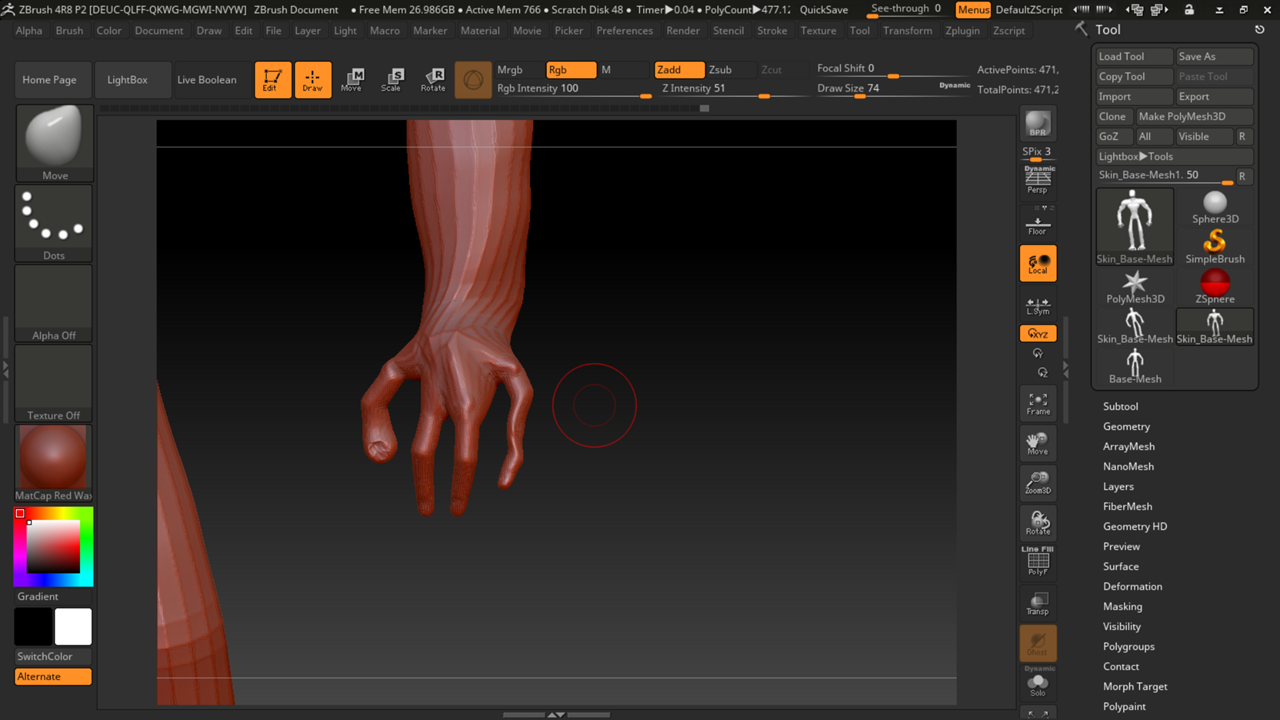 ZBrush 4R8 P2 [DEUC-QLFF-QKWG-MGWI-NVYW] ZBrush Document ● Free Mem 26.986GB ● Active Mem 766 ● Scratch Disk 48 ● Timer▶0.04 ● PolyCount▶477.12 QuickSave See-through 0 Menus DefaultZScript
Alpha Brush Color Document Draw Edit File Layer Light Macro Marker Material Movie Picker Preferences Render Stencil Stroke Texture Tool Transform Zplugin Zscript
Home Page LightBox Live Boolean Edit Draw Move Scale Rotate
Mrgb Rgb M Zadd Zsub Zcut Focal Shift 0 ActivePoints: 471,
Rgb Intensity 100 Z Intensity 51 Draw Size 74 Dynamic TotalPoints: 471,2
Move
Dots
Alpha Off
Texture Off
MatCap Red Wax
Gradient
SwitchColor
Alternate
BPR
SPix 3
Dynamic
Persp
Floor
Local
L.Sym
XYZ
Frame
Move
Zoom3D
Rotate
Line Fill
PolyF
Transp
Ghost
Dynamic
Solo
Tool
Load Tool Save As
Copy Tool Paste Tool
Import Export
Clone Make PolyMesh3D
GoZ All Visible R
Lightbox▶Tools
Skin_Base-Mesh1. 50 R
Skin_Base-Mesh Sphere3D
SimpleBrush
PolyMesh3D ZSphere
Skin_Base-Mesh Skin_Base-Mesh
Base-Mesh
Subtool
Geometry
ArrayMesh
NanoMesh
Layers
FiberMesh
Geometry HD
Preview
Surface
Deformation
Masking
Visibility
Polygroups
Contact
Morph Target
Polypaint